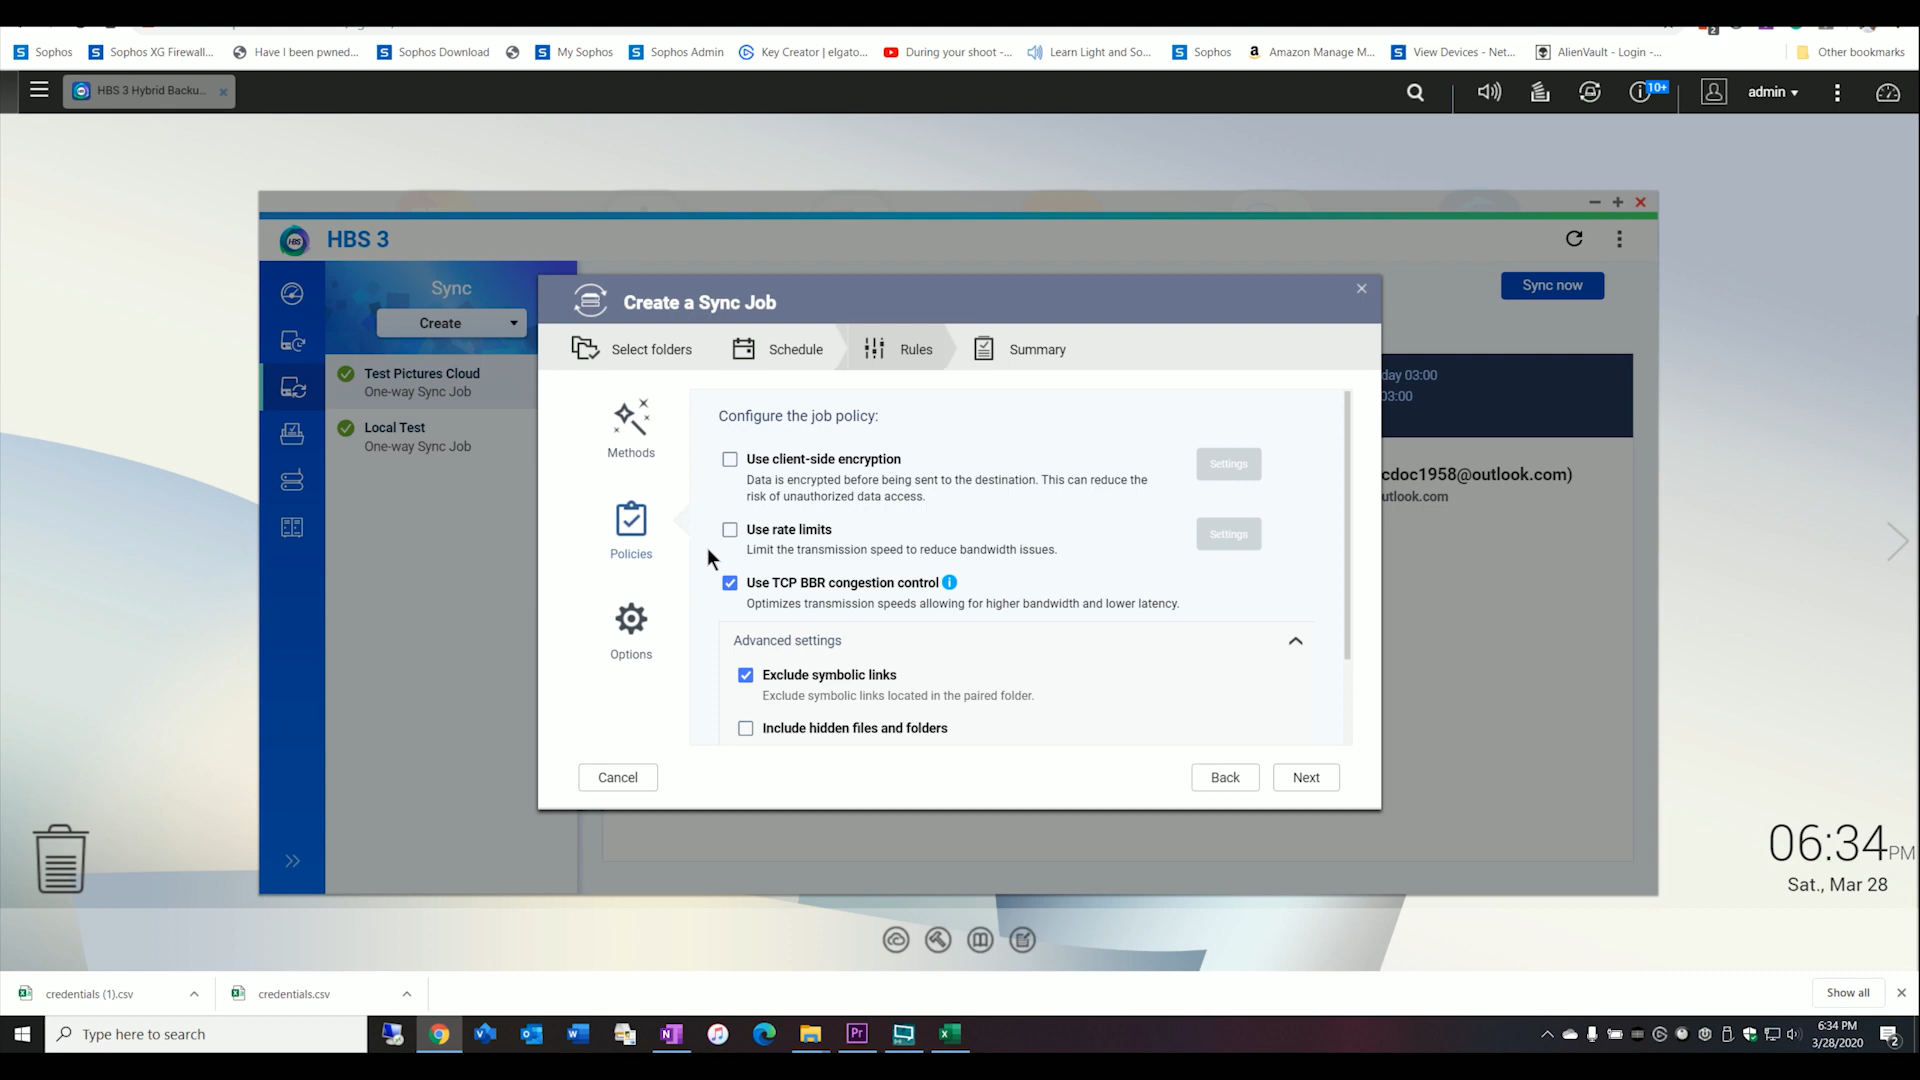 Sophos
Sophos XG Firewall...
Have I been pwned...
Sophos Download
My Sophos
Sophos Admin
Key Creator | elgato...
During your shoot -...
Learn Light and So...
Sophos
Amazon Manage M...
View Devices - Net...
AlienVault - Login -...
Other bookmarks
HBS 3 Hybrid Backu...
10+
admin
HBS
HBS 3
Sync
Create
Sync now
Test Pictures Cloud
One-way Sync Job
Local Test
One-way Sync Job
Create a Sync Job
Select folders
Schedule
Rules
Summary
Methods
Policies
Options
Configure the job policy:
Use client-side encryption
Data is encrypted before being sent to the destination. This can reduce the
risk of unauthorized data access.
Settings
Use rate limits
Limit the transmission speed to reduce bandwidth issues.
Settings
Use TCP BBR congestion control
Optimizes transmission speeds allowing for higher bandwidth and lower latency.
Advanced settings
Exclude symbolic links
Exclude symbolic links located in the paired folder.
Include hidden files and folders
Cancel
Back
Next
day 03:00
03:00
cdoc1958@outlook.com)
utlook.com
06:34 PM
Sat., Mar 28
credentials (1).csv
credentials.csv
Show all
Type here to search
6:34 PM
3/28/2020
2